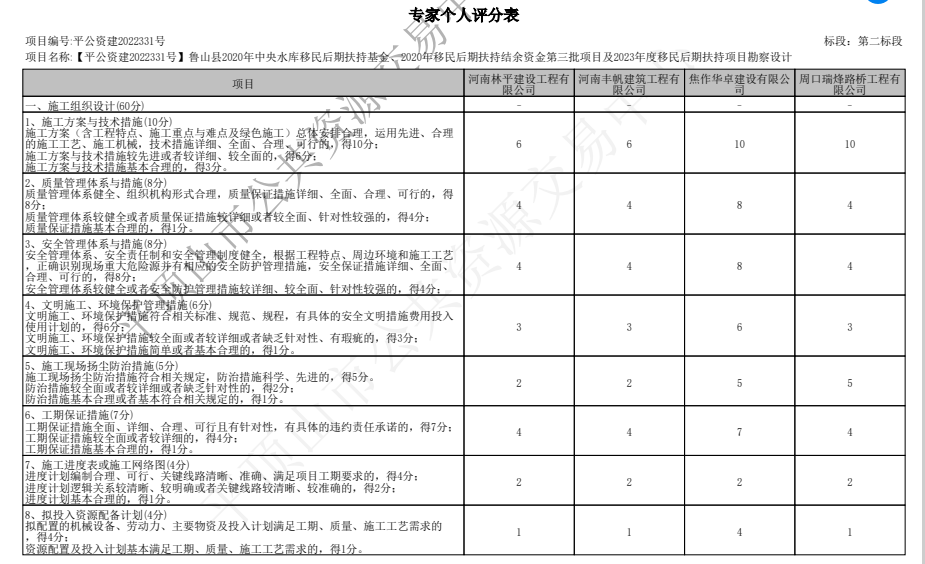 专家个人评分表
项目编号:平公资建2022331号
标段：第二标段
项目名称:【平公资建2022331号】鲁山县2020年中央水库移民后期扶持基金、2020年移民后期扶持结余资金第三批项目及2023年度移民后期扶持项目勘察设计
项目
河南林平建设工程有限公司
河南丰帆建筑工程有限公司
焦作华卓建设有限公司
周口瑞烽路桥工程有限公司
一、施工组织设计(60分)
-
-
-
-
1、施工方案与技术措施(10分)
施工方案（含工程特点、施工重点与难点及绿色施工）总体安排合理，运用先进、合理
的施工工艺、施工机械，技术措施详细、全面、合理、可行的，得10分；
施工方案与技术措施较先进或者较详细、较全面的，得6分；
施工方案与技术措施基本合理的，得3分。
6
6
10
10
2、质量管理体系与措施(8分)
质量管理体系健全、组织机构形式合理，质量保证措施详细、全面、合理、可行的，得
8分；
质量管理体系较健全或者质量保证措施较详细或者较全面、针对性较强的，得4分；
质量保证措施基本合理的，得1分。
4
4
8
4
3、安全管理体系与措施(8分)
安全管理体系、安全责任制和安全管理制度健全，根据工程特点、周边环境和施工工艺
，正确识别现场重大危险源并有相应的安全防护管理措施，安全保证措施详细、全面、
合理、可行的，得8分；
安全管理体系较健全或者安全防护管理措施较详细、较全面、针对性较强的，得4分；
4
4
8
4
4、文明施工、环境保护管理措施(6分)
文明施工、环境保护措施符合相关标准、规范、规程，有具体的安全文明措施费用投入
使用计划的，得6分；
文明施工、环境保护措施较全面或者较详细或者缺乏针对性、有瑕疵的，得3分；
文明施工、环境保护措施简单或者基本合理的，得1分。
3
3
6
3
5、施工现场扬尘防治措施(5分)
施工现场扬尘防治措施符合相关规定，防治措施科学、先进的，得5分。
防治措施较全面或者较详细或者缺乏针对性的，得2分；
防治措施基本合理或者基本符合相关规定的，得1分。
2
2
5
5
6、工期保证措施(7分)
工期保证措施全面、详细、合理、可行且有针对性，有具体的违约责任承诺的，得7分；
工期保证措施较全面或者较详细的，得4分；
工期保证措施基本合理的，得1分。
4
4
7
4
7、施工进度表或施工网络图(4分)
进度计划编制合理、可行、关键线路清晰、准确、满足项目工期要求的，得4分；
进度计划逻辑关系较清晰、较明确或者关键线路较清晰、较准确的，得2分；
进度计划基本合理的，得1分。
2
2
2
2
8、拟投入资源配备计划(4分)
拟配置的机械设备、劳动力、主要物资及投入计划满足工期、质量、施工工艺需求的
，得4分；
资源配置及投入计划基本满足工期、质量、施工工艺需求的，得1分。
1
1
4
1
平顶山市公共资源交易中
平顶山市公共资源交易中